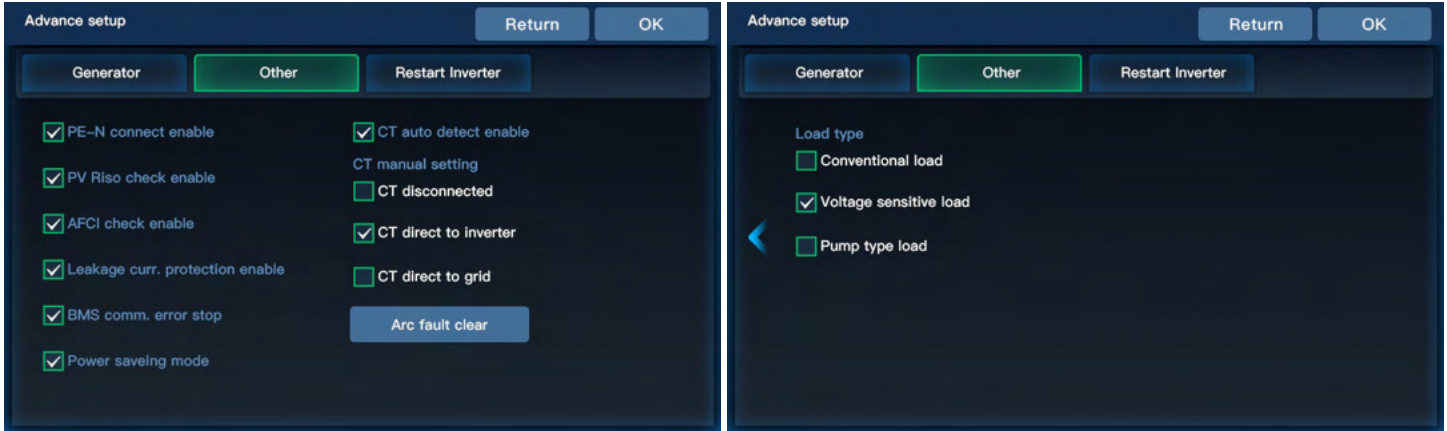 Advance setup
Return
OK
Generator
Other
Restart Inverter
PE-N connect enable
PV Riso check enable
AFCI check enable
Leakage curr. protection enable
BMS comm. error stop
Power saveing mode
CT auto detect enable
CT manual setting
CT disconnected
CT direct to inverter
CT direct to grid
Arc fault clear
Advance setup
Return
OK
Generator
Other
Restart Inverter
Load type
Conventional load
Voltage sensitive load
Pump type load